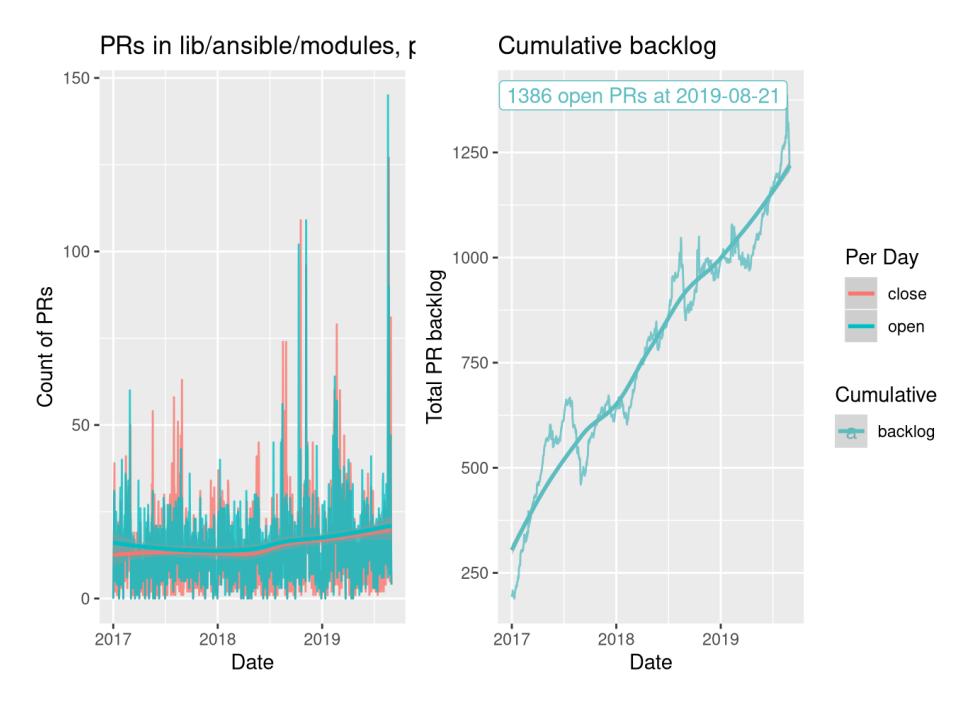 PRs in lib/ansible/modules, p
Cumulative backlog
150
100
50
0
Count of PRs
2017
2018
2019
Date
1386 open PRs at 2019-08-21
1250
1000
750
500
250
Total PR backlog
2017
2018
2019
Date
Per Day
close
open
Cumulative
a
backlog